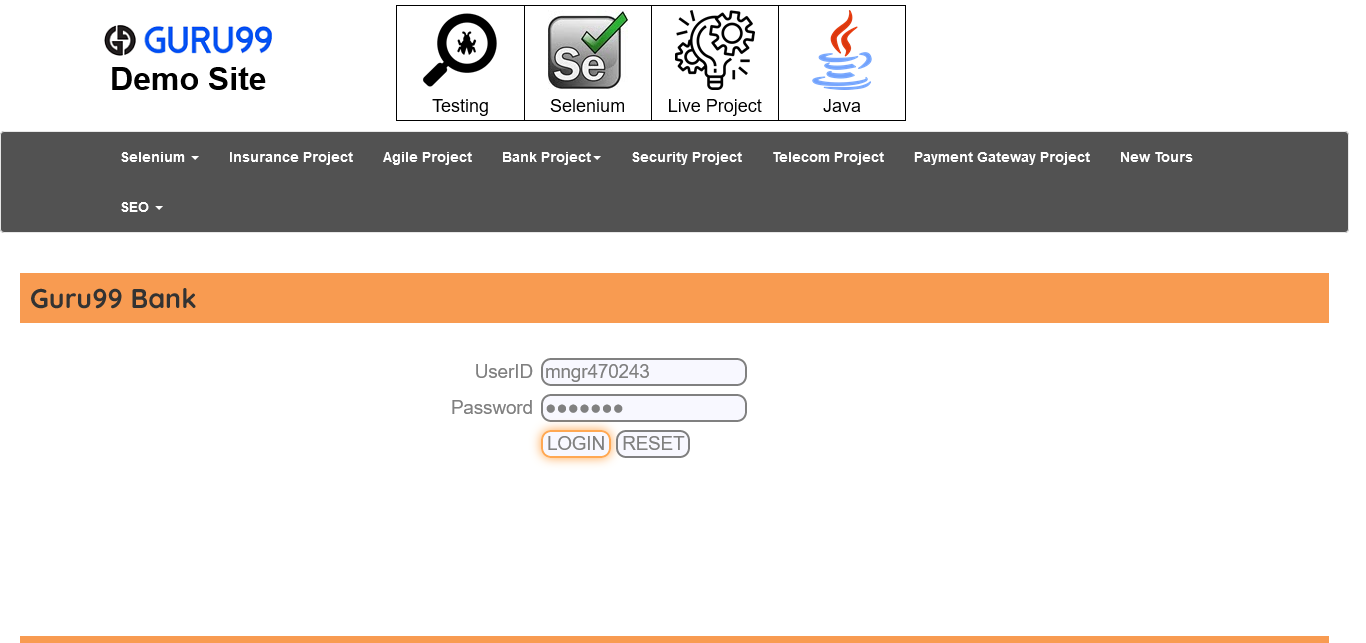 GURU99
Demo Site
Se
Testing Selenium Live Project Java
Selenium Insurance Project Agile Project Bank Project Security Project Telecom Project Payment Gateway Project New Tours
SEO
Guru99 Bank
UserID mngr470243
Password •••••••
LOGIN RESET